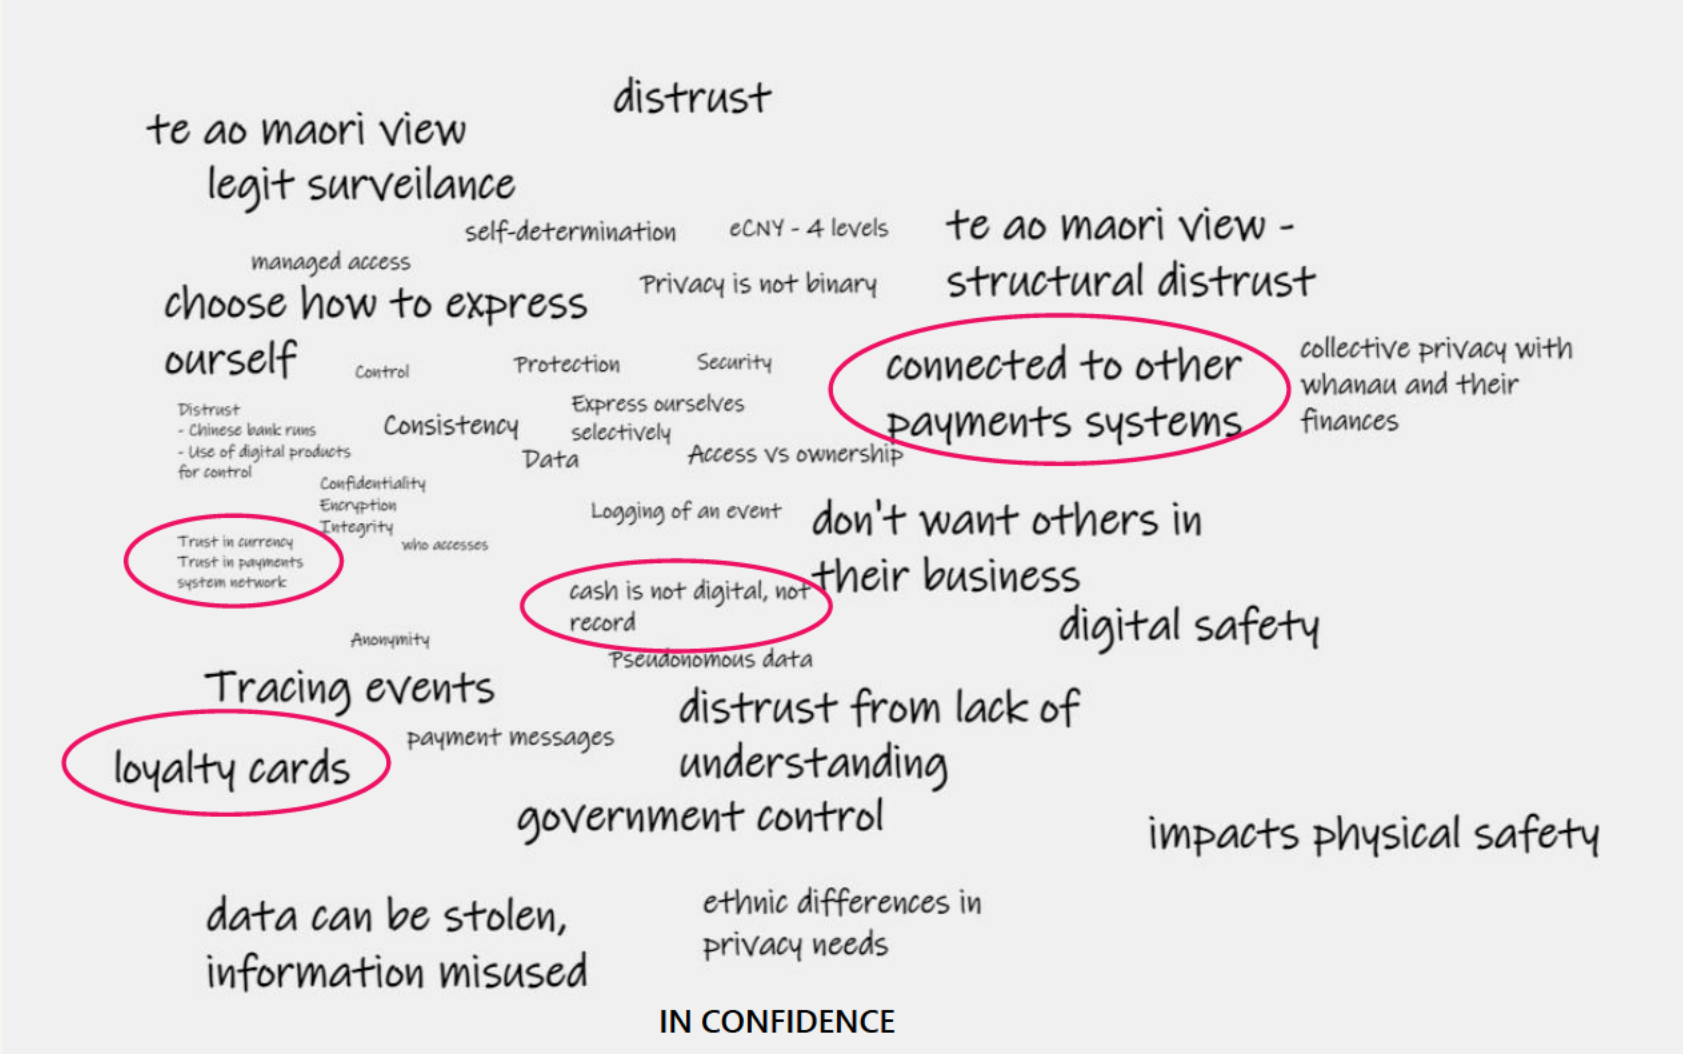 distrust
te ao maori view
legit surveilance
self-determination
eCNY - 4 levels
te ao maori view -
structural distrust
managed access
Privacy is not binary
choose how to express
ourself
Control
Protection
Security
connected to other
payments systems
collective privacy with
whanau and their
finances
Distrust
- Chinese bank runs
- Use of digital products
for control
Consistency
Express ourselves
selectively
Data
Access vs ownership
Confidentiality
Encryption
Integrity
Logging of an event
don't want others in
their business
Trust in currency
Trust in payments
system network
who accesses
cash is not digital, not
record
digital safety
Anonymity
Pseudonomous data
Tracing events
distrust from lack of
understanding
loyalty cards
payment messages
government control
impacts physical safety
data can be stolen,
information misused
ethnic differences in
privacy needs
IN CONFIDENCE